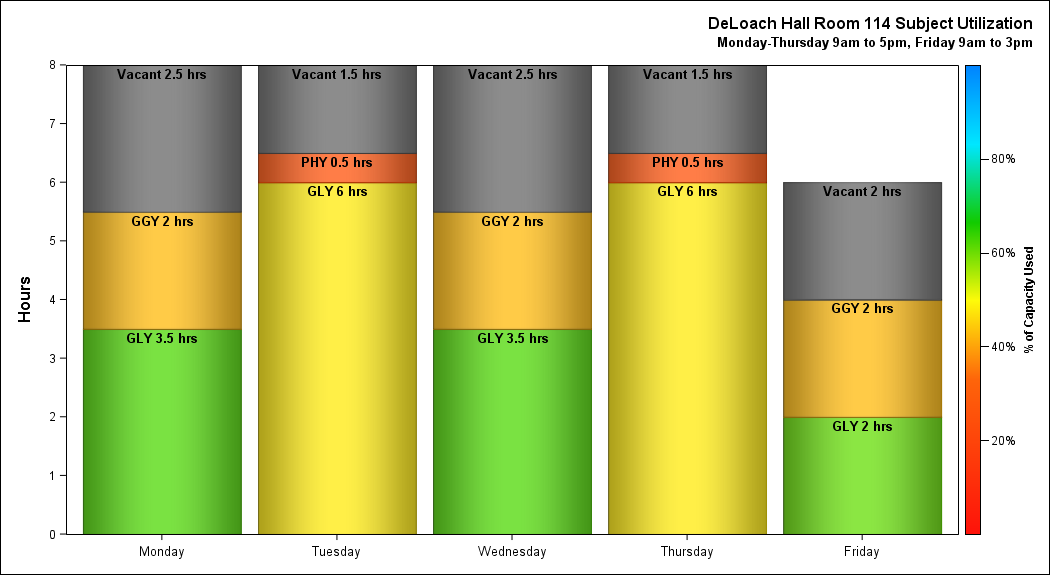 DeLoach Hall Room 114 Subject Utilization
Monday-Thursday 9am to 5pm, Friday 9am to 3pm
Hours
8
7
6
5
4
3
2
1
0
Vacant 2.5 hrs
GGY 2 hrs
GLY 3.5 hrs
Vacant 1.5 hrs
PHY 0.5 hrs
GLY 6 hrs
Vacant 2.5 hrs
GGY 2 hrs
GLY 3.5 hrs
Vacant 1.5 hrs
PHY 0.5 hrs
GLY 6 hrs
Vacant 2 hrs
GGY 2 hrs
GLY 2 hrs
Monday
Tuesday
Wednesday
Thursday
Friday
80%
60%
40%
20%
% of Capacity Used